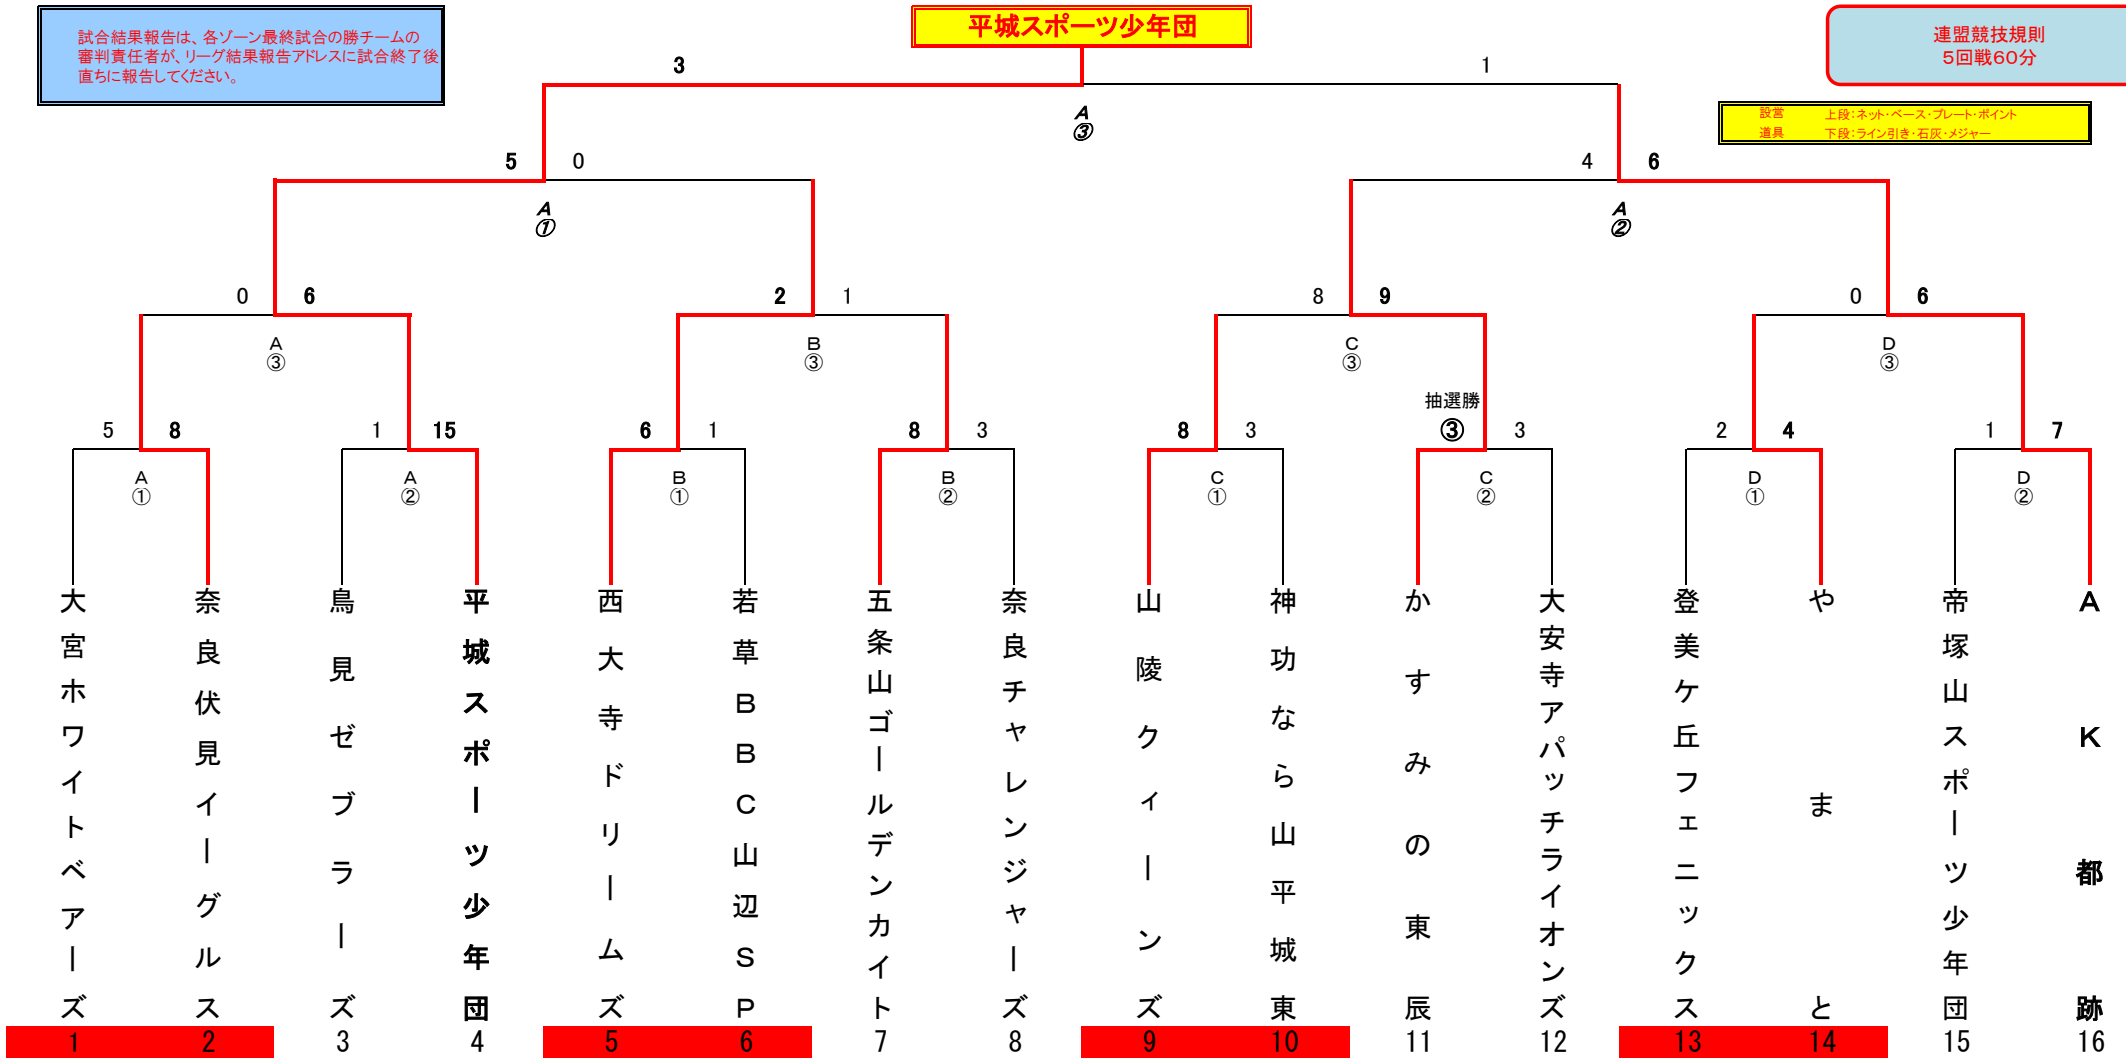 平城スポーツ少年団
試合結果報告は、各ゾーン最終試合の勝チームの
審判責任者が、リーグ結果報告アドレスに試合終了後
直ちに報告してください。
連盟競技規則
5回戦60分
設営 上段:ネット・ベース・プレート・ポイント
道具 下段:ライン引き・石灰・メジャー
3 1
A
③
5 0 4 6
A A
① ②
0 6 2 1 8 9 0 6
A B C D
③ ③ ③ ③
抽選勝
5 8 1 15 6 1 8 3 8 3 ③ 3 2 4 1 7
A A B B C C D D
① ② ① ② ① ② ① ②
大宮ホワイトベアーズ
奈良伏見イーグルス
鳥見ゼブラーズ
平城スポーツ少年団
西大寺ドリームズ
若草BBC山辺SP
五条山ゴールデンカイト
奈良チャレンジャーズ
山陵クィーンズ
神功なら山平城東
かすみの東辰
大安寺アパッチライオンズ
登美ケ丘フェニックス
やまと
帝塚山スポーツ少年団
AK都跡
1 2 3 4 5 6 7 8 9 10 11 12 13 14 15 16